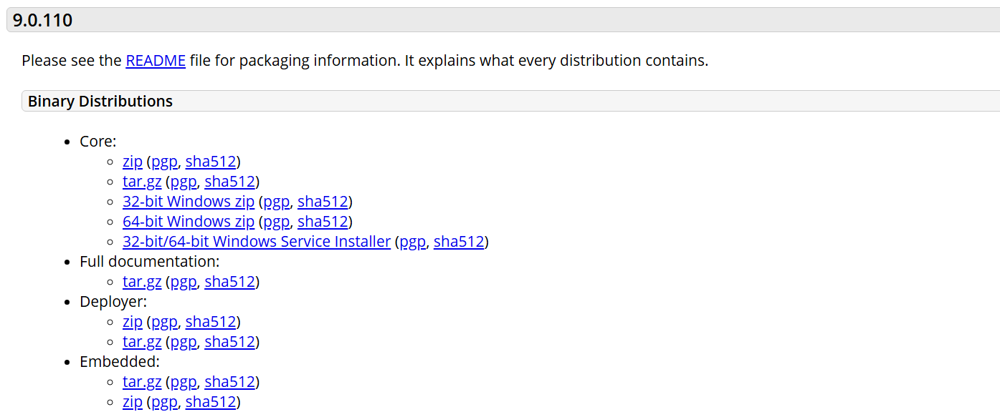 9.0.110
Please see the README file for packaging information. It explains what every distribution contains.
Binary Distributions
Core:
zip (pgp, sha512)
tar.gz (pgp, sha512)
32-bit Windows zip (pgp, sha512)
64-bit Windows zip (pgp, sha512)
32-bit/64-bit Windows Service Installer (pgp, sha512)
Full documentation:
tar.gz (pgp, sha512)
Deployer:
zip (pgp, sha512)
tar.gz (pgp, sha512)
Embedded:
tar.gz (pgp, sha512)
zip (pgp, sha512)